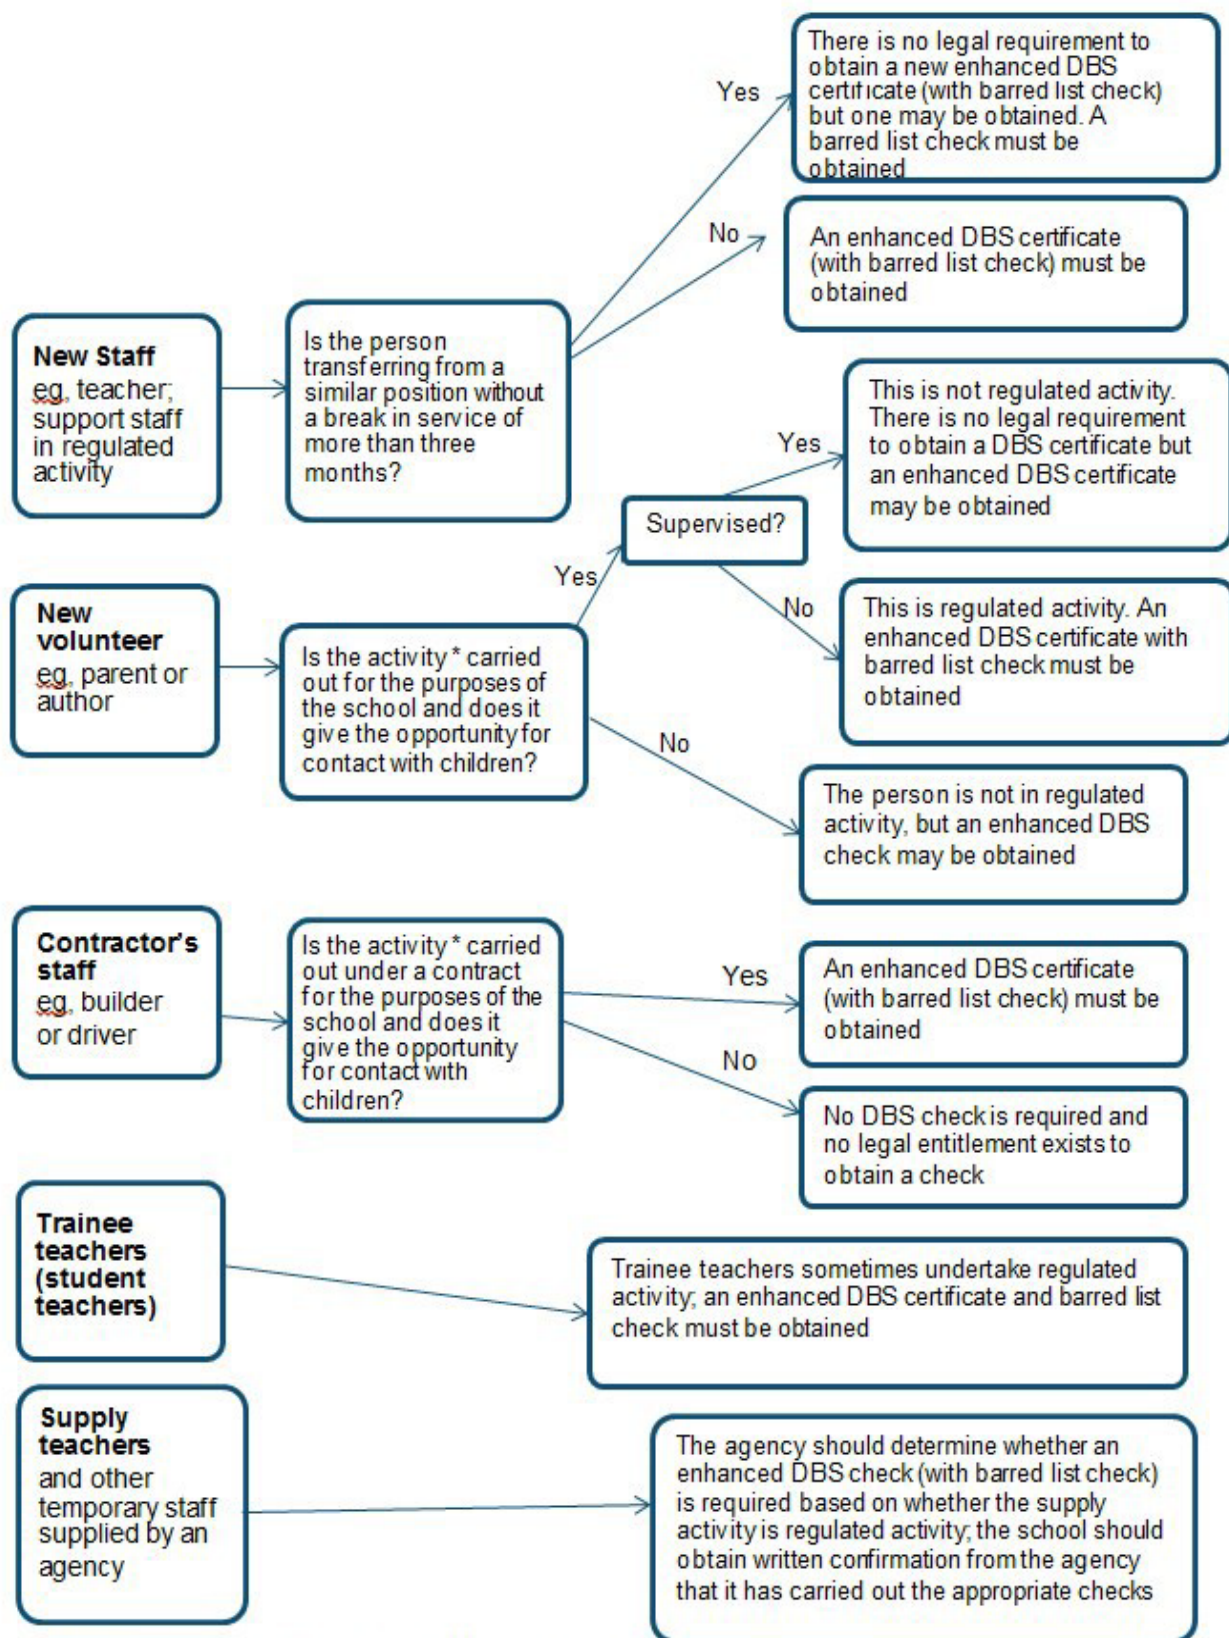 There is no legal requirement to
obtain a new enhanced DBS
certificate (with barred list check)
but one may be obtained. A
barred list check must be
obtained
Yes
No
An enhanced DBS certificate
(with barred list check) must be
obtained
New Staff
eg, teacher;
support staff
in regulated
activity
Is the person
transferring from a
similar position without
a break in service of
more than three
months?
This is not regulated activity.
There is no legal requirement
to obtain a DBS certificate but
an enhanced DBS certificate
may be obtained
Yes
Supervised?
Yes
No
This is regulated activity. An
enhanced DBS certificate with
barred list check must be
obtained
New
volunteer
eg, parent or
author
Is the activity * carried
out for the purposes of
the school and does it
give the opportunity for
contact with children?
No
The person is not in regulated
activity, but an enhanced DBS
check may be obtained
Contractor's
staff
eg, builder
or driver
Is the activity * carried
out under a contract
for the purposes of the
school and does it
give the opportunity
for contact with
children?
Yes
An enhanced DBS certificate
(with barred list check) must be
obtained
No
No DBS check is required and
no legal entitlement exists to
obtain a check
Trainee
teachers
(student
teachers)
Trainee teachers sometimes undertake regulated
activity; an enhanced DBS certificate and barred list
check must be obtained
Supply
teachers
and other
temporary staff
supplied by an
agency
The agency should determine whether an
enhanced DBS check (with barred list check)
is required based on whether the supply
activity is regulated activity; the school should
obtain written confirmation from the agency
that it has carried out the appropriate checks